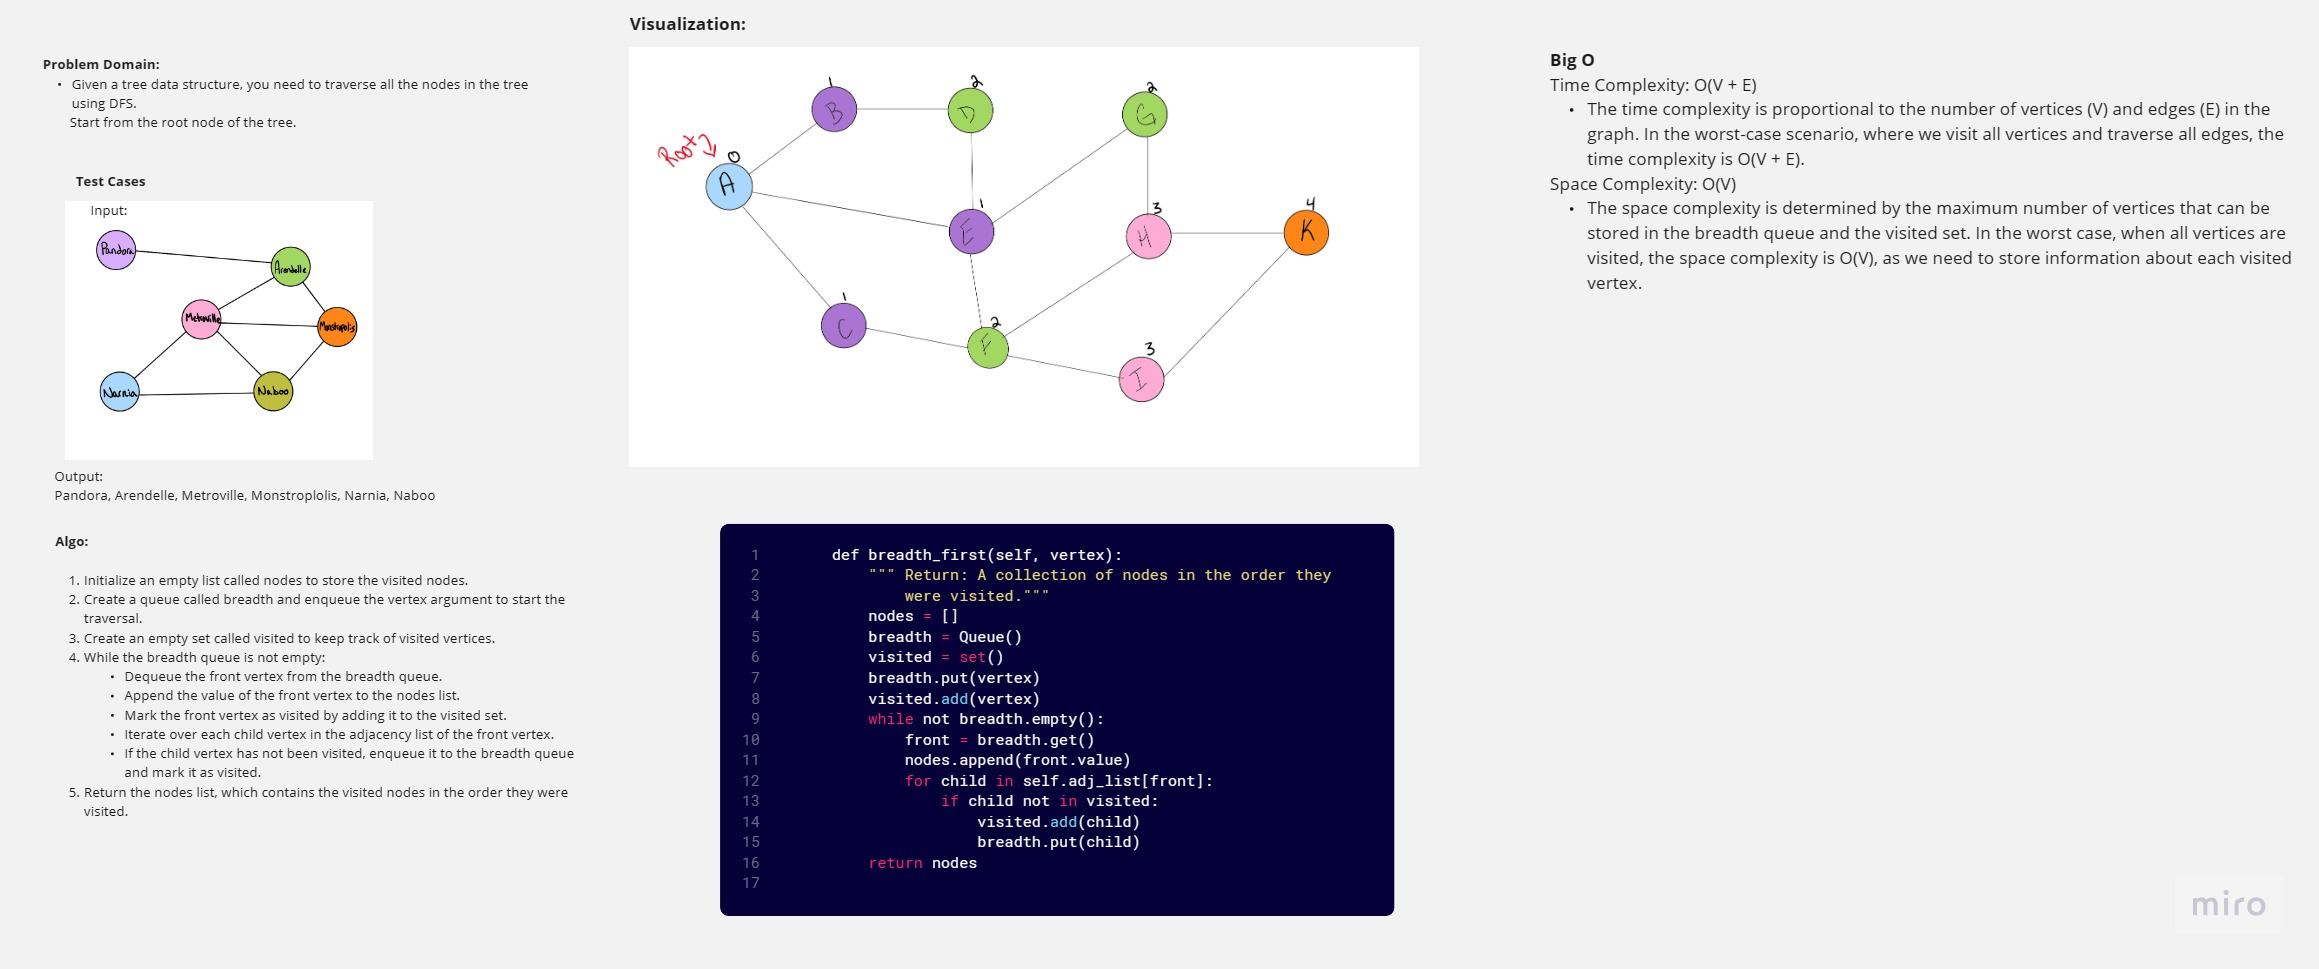 Problem Domain:
• Given a tree data structure, you need to traverse all the nodes in the tree
using DFS.
Start from the root node of the tree.
Test Cases
Input:
Pandora
Arendelle
Metroville
Monstropolis
Narnia
Naboo
Output:
Pandora, Arendelle, Metroville, Monstroplolis, Narnia, Naboo
Algo:
1. Initialize an empty list called nodes to store the visited nodes.
2. Create a queue called breadth and enqueue the vertex argument to start the
traversal.
3. Create an empty set called visited to keep track of visited vertices.
4. While the breadth queue is not empty:
• Dequeue the front vertex from the breadth queue.
• Append the value of the front vertex to the nodes list.
• Mark the front vertex as visited by adding it to the visited set.
• Iterate over each child vertex in the adjacency list of the front vertex.
• If the child vertex has not been visited, enqueue it to the breadth queue
and mark it as visited.
5. Return the nodes list, which contains the visited nodes in the order they were
visited.
Visualization:
Root
0
A
1
B
2
D
2
G
1
E
3
H
4
K
1
C
2
F
3
I
1 def breadth_first(self, vertex):
2 """ Return: A collection of nodes in the order they
3 were visited."""
4 nodes = []
5 breadth = Queue()
6 visited = set()
7 breadth.put(vertex)
8 visited.add(vertex)
9 while not breadth.empty():
10 front = breadth.get()
11 nodes.append(front.value)
12 for child in self.adj_list[front]:
13 if child not in visited:
14 visited.add(child)
15 breadth.put(child)
16 return nodes
17
Big O
Time Complexity: O(V + E)
• The time complexity is proportional to the number of vertices (V) and edges (E) in the
graph. In the worst-case scenario, where we visit all vertices and traverse all edges, the
time complexity is O(V + E).
Space Complexity: O(V)
• The space complexity is determined by the maximum number of vertices that can be
stored in the breadth queue and the visited set. In the worst case, when all vertices are
visited, the space complexity is O(V), as we need to store information about each visited
vertex.
miro